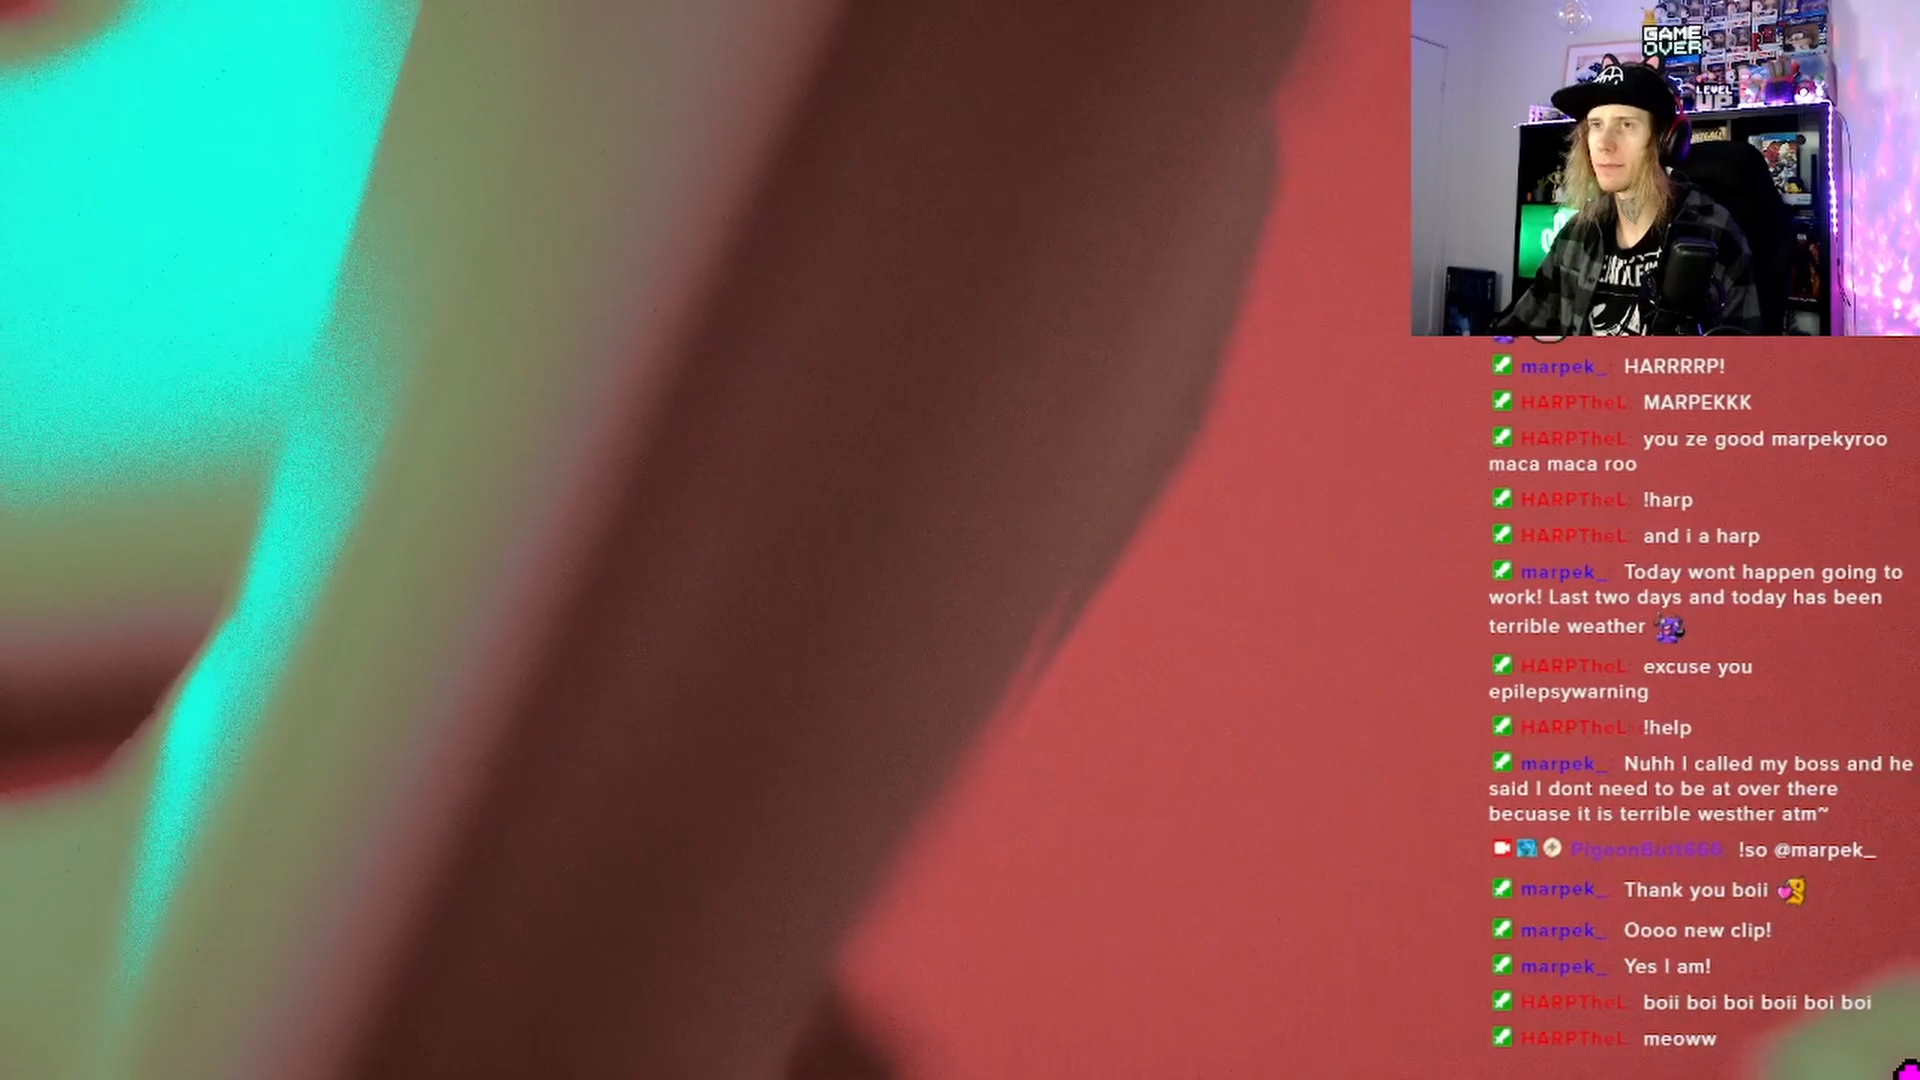 GAME
OVER
LEVEL
UP
marpek_ HARRRRP!
HARPTheL: MARPEKKK
HARPTheL: you ze good marpekyroo
maca maca roo
HARPTheL: !harp
HARPTheL: and i a harp
marpek_ Today wont happen going to
work! Last two days and today has been
terrible weather
HARPTheL: excuse you
epilepsywarning
HARPTheL: !help
marpek_ Nuhh I called my boss and he
said I dont need to be at over there
becuase it is terrible westher atm~
PigeonButt666: !so @marpek_
marpek_ Thank you boii
marpek_ Oooo new clip!
marpek_ Yes I am!
HARPTheL: boii boi boi boii boi boi
HARPTheL: meoww